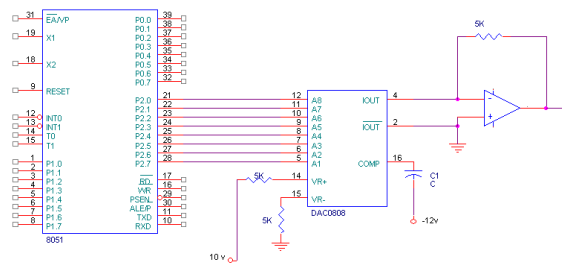 31 EA/VP P0.0 39
P0.1 38
19 X1 P0.2 37
P0.3 36
P0.4 35
18 X2 P0.5 34
P0.6 33
P0.7 32
9 RESET
P2.0 21 12 A8 IOUT 4
P2.1 22 11 A7
12 INT0 P2.2 23 10 A6
13 INT1 P2.3 24 9 A5 IOUT 2
14 T0 P2.4 25 8 A4
15 T1 P2.5 26 7 A3
P2.6 27 6 A2
1 P1.0 P2.7 28 5 A1 COMP 16
2 P1.1
3 P1.2 RD 17 14 VR+
4 P1.3 WR 16
5 P1.4 PSEN 29 15 VR-
6 P1.5 ALE/P 30
7 P1.6 TXD 11
8 P1.7 RXD 10
8051
5K
5K
5K
DAC0808
C1
C
-12v
10 v
-
+